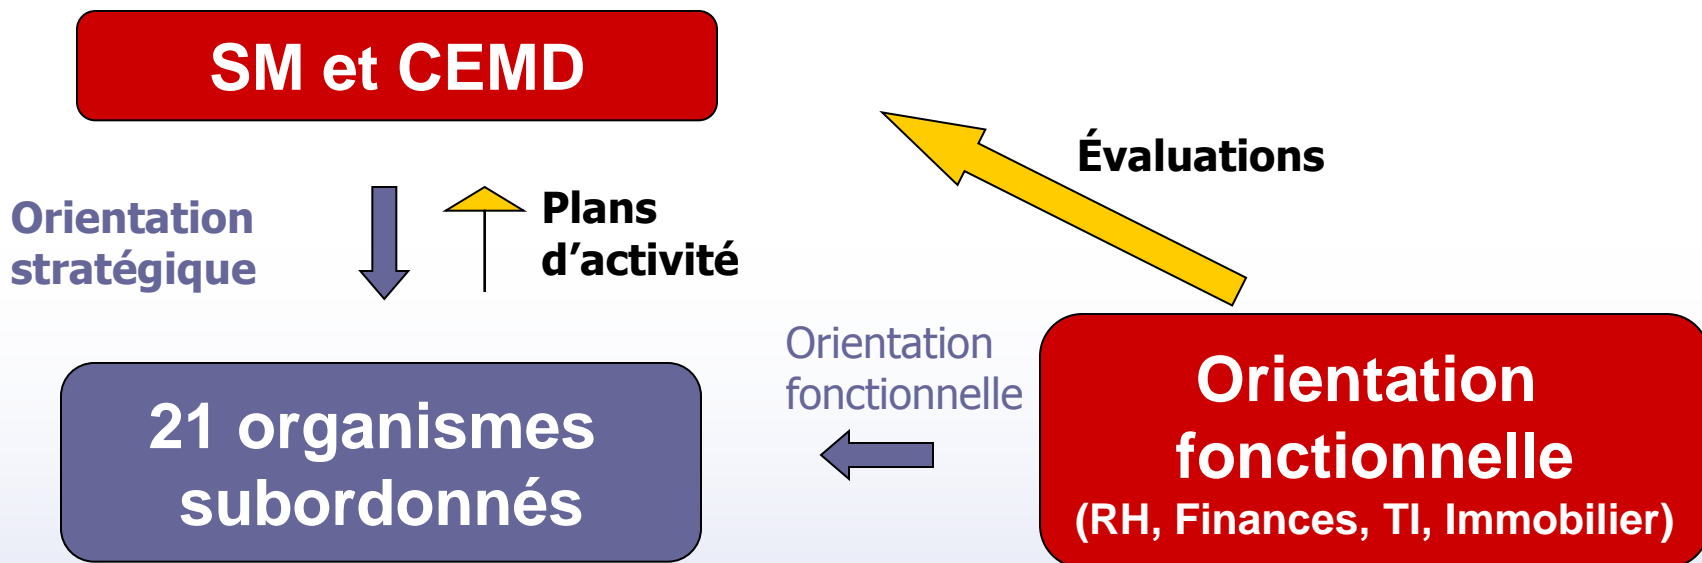 SM et CEMD
Évaluations
Orientation
stratégique
Plans
d’activité
Orientation
fonctionnelle
21 organismes
subordonnés
Orientation
fonctionnelle
(RH, Finances, TI, Immobilier)